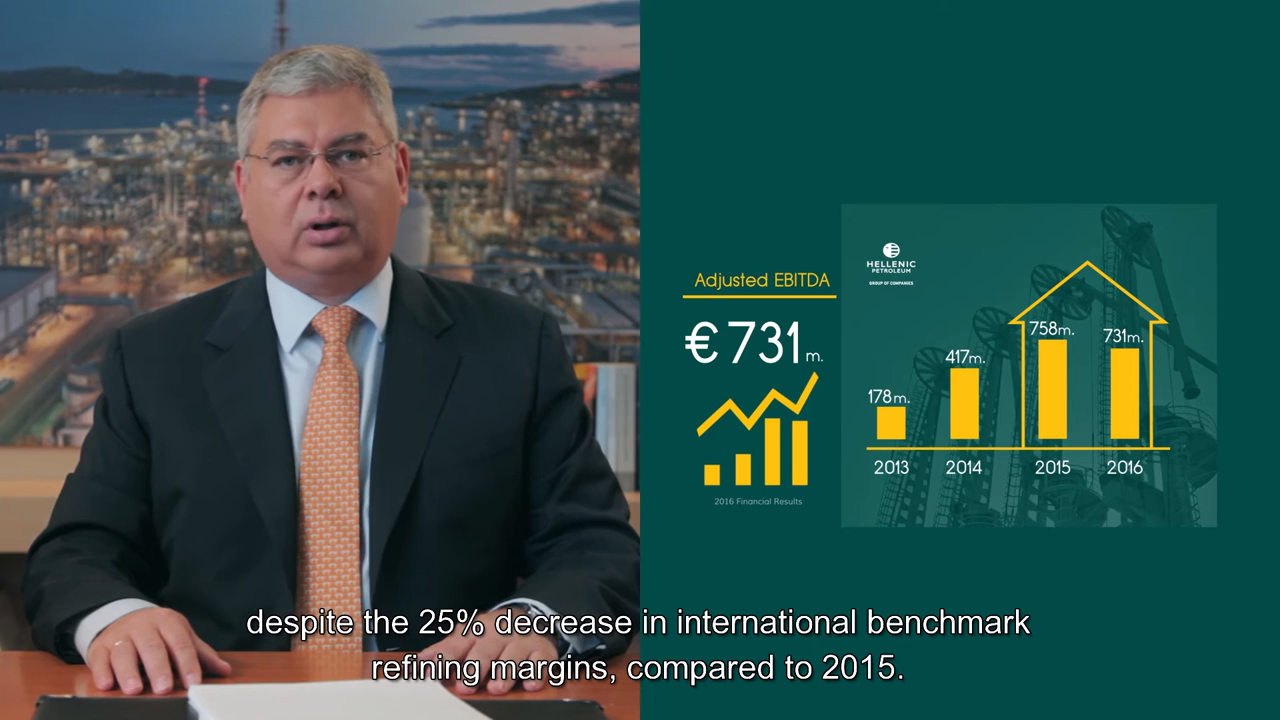 Adjusted EBITDA
€731m.
2016 Financial Results
HELLENIC
PETROLEUM
GROUP OF COMPANIES
178m.
417m.
758m.
731m.
2013
2014
2015
2016
despite the 25% decrease in international benchmark
refining margins, compared to 2015.